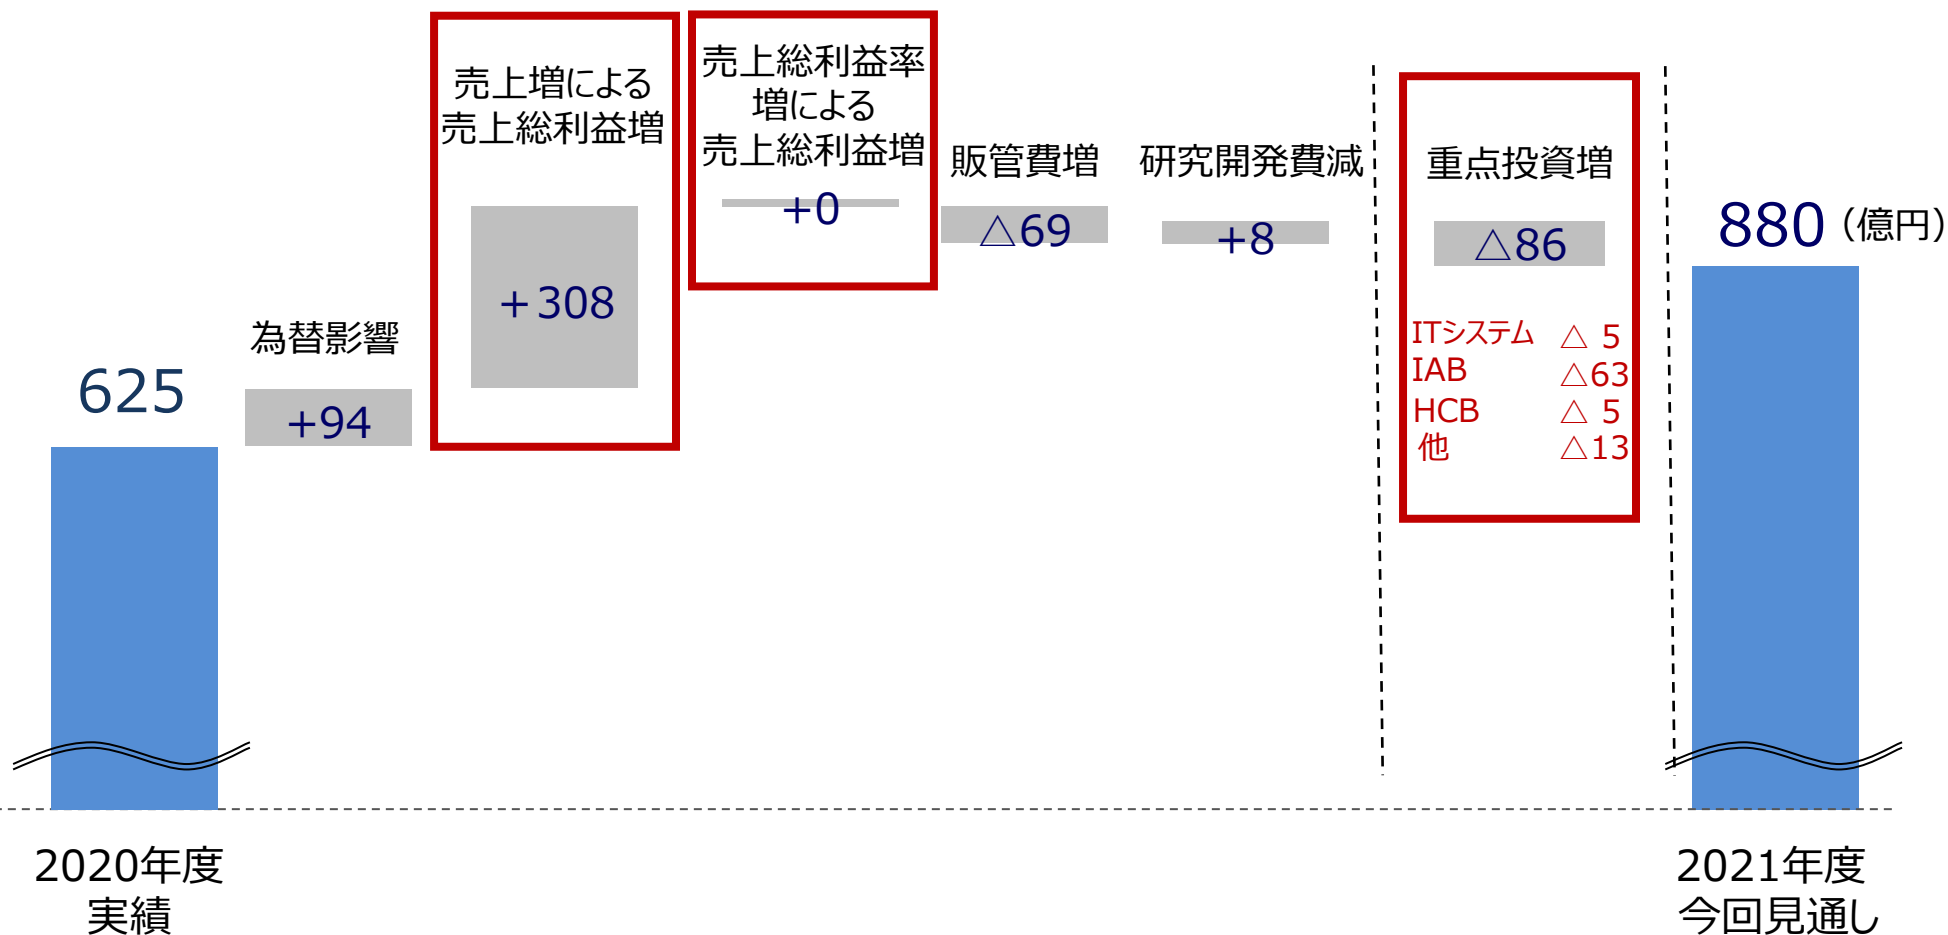 625
為替影響
+94
売上増による
売上総利益増
+308
売上総利益率
増による
売上総利益増
+0
販管費増
△69
研究開発費減
+8
重点投資増
△86
ITシステム △ 5
IAB △63
HCB △ 5
他 △13
880 (億円)
2020年度
実績
2021年度
今回見通し